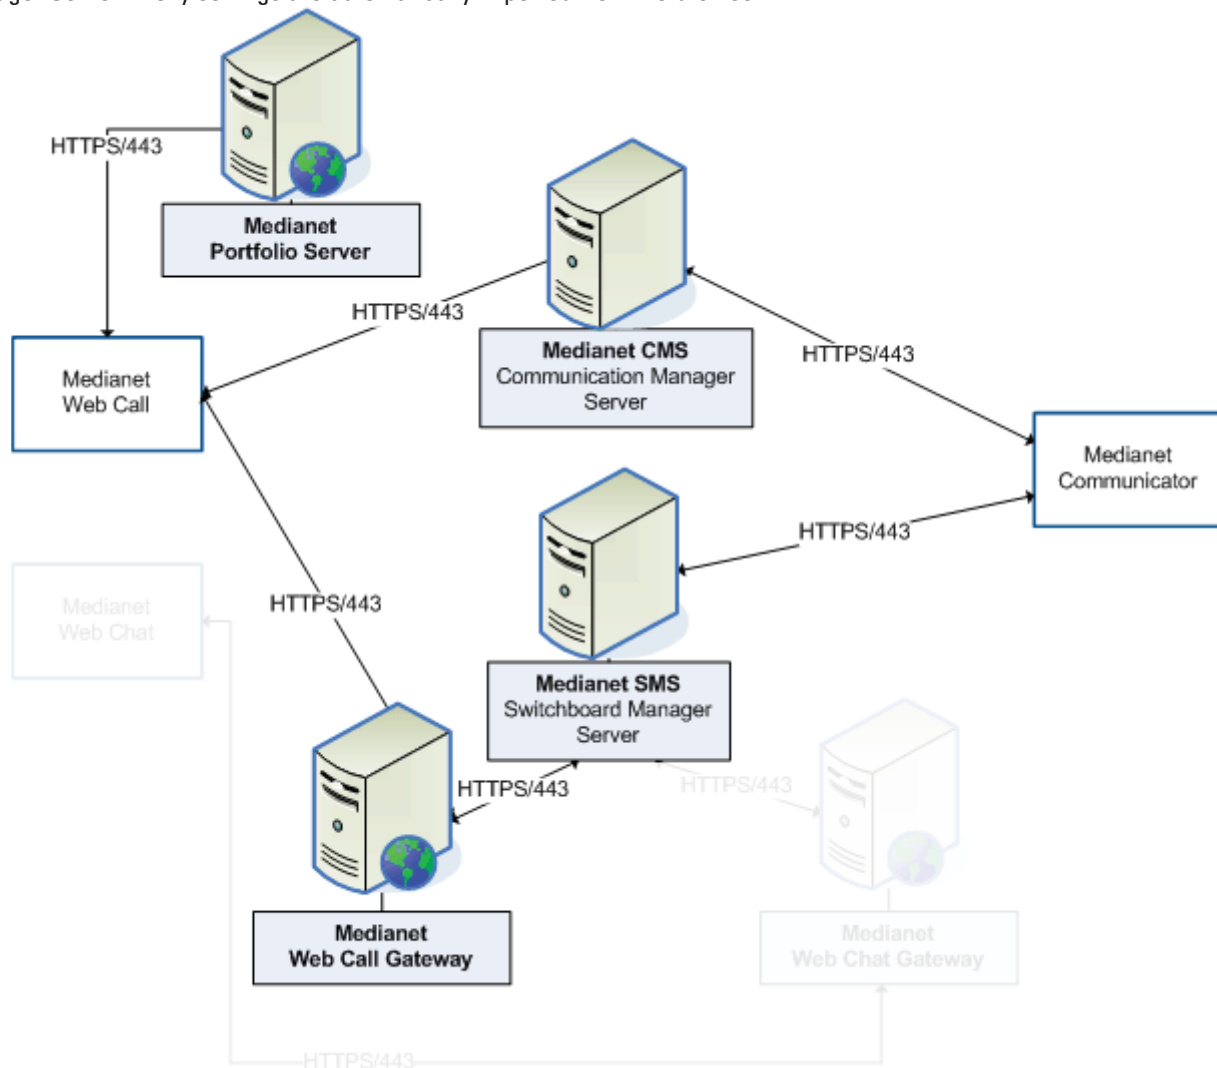 HTTPS/443
Medianet
Portfolio Server
HTTPS/443
Medianet CMS
Communication Manager
Server
HTTPS/443
Medianet
Web Call
Medianet
Communicator
HTTPS/443
HTTPS/443
Medianet
Web Chat
Medianet SMS
Switchboard Manager
Server
HTTPS/443
HTTPS/443
Medianet
Web Call Gateway
Medianet
Web Chat Gateway
HTTPS/443